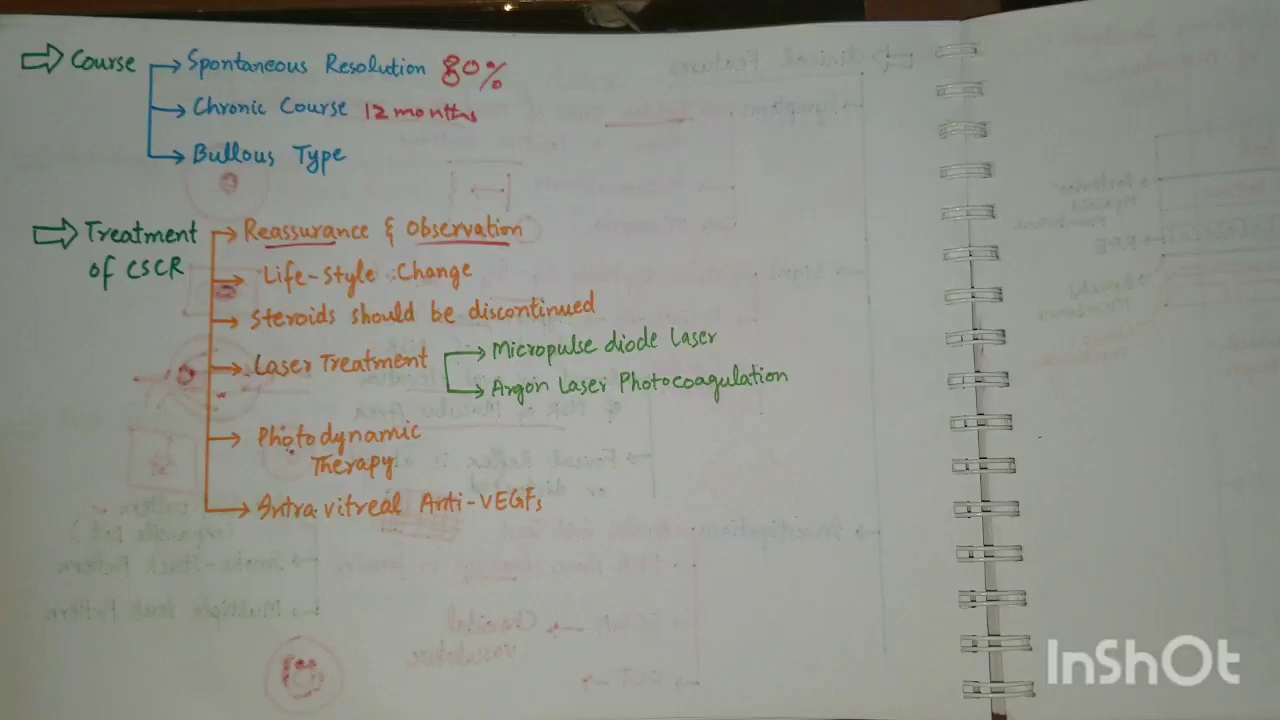 Course
Spontaneous Resolution 80%
Chronic Course 12 months
Bullous Type
Treatment
of CSCR
Reassurance & Observation
Life-style Change
Steroids should be discontinued
Laser Treatment
Micropulse diode Laser
Argon Laser Photocoagulation
Photodynamic
Therapy
Intra vitreal Anti-VEGFs
InShOt